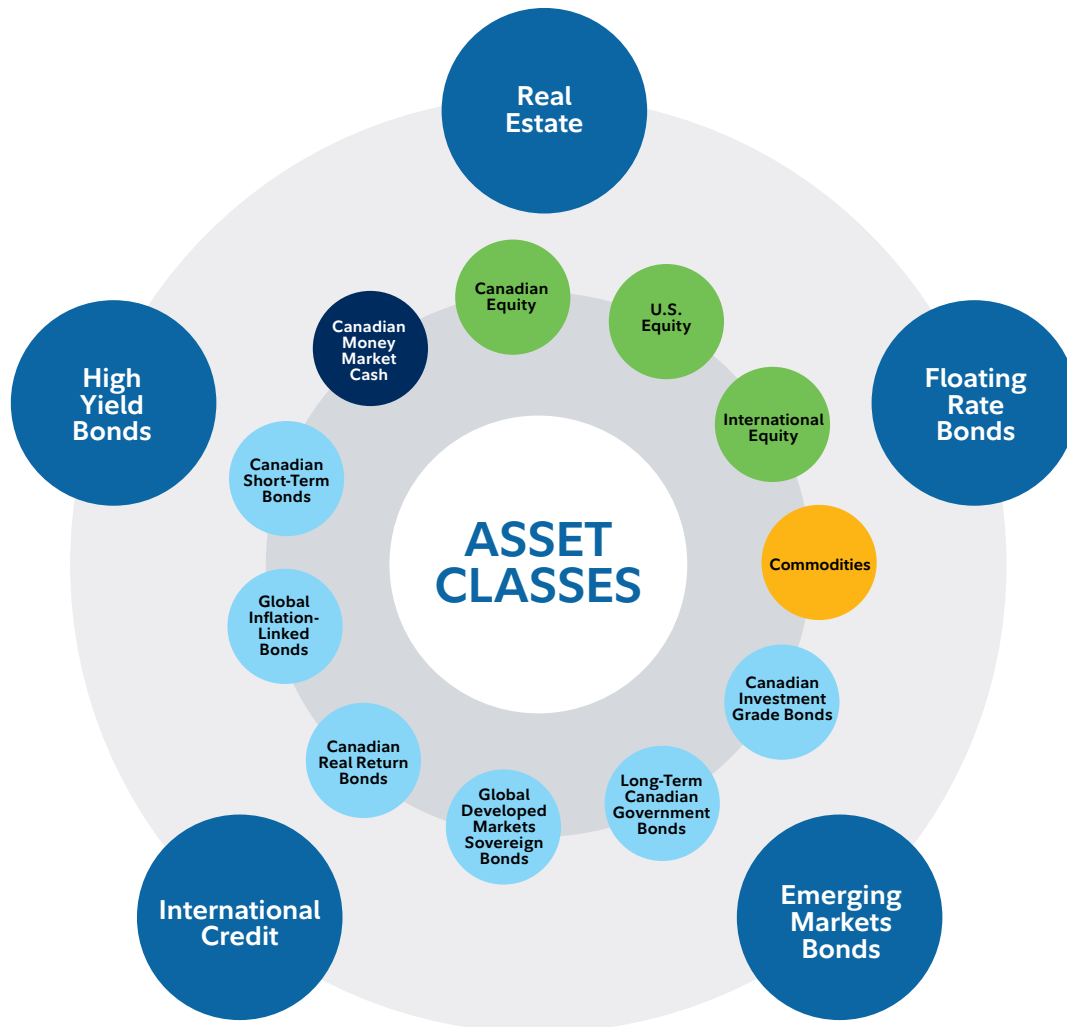 Real
Estate
Canadian
Equity
U.S.
Equity
Canadian
Money
Market
Cash
High
Yield
Bonds
Floating
Rate
Bonds
International
Equity
Canadian
Short-Term
Bonds
ASSET
CLASSES
Commodities
Global
Inflation-
Linked
Bonds
Canadian
Investment
Grade Bonds
Canadian
Real Return
Bonds
Global
Developed
Markets
Sovereign
Bonds
Long-Term
Canadian
Government
Bonds
International
Credit
Emerging
Markets
Bonds